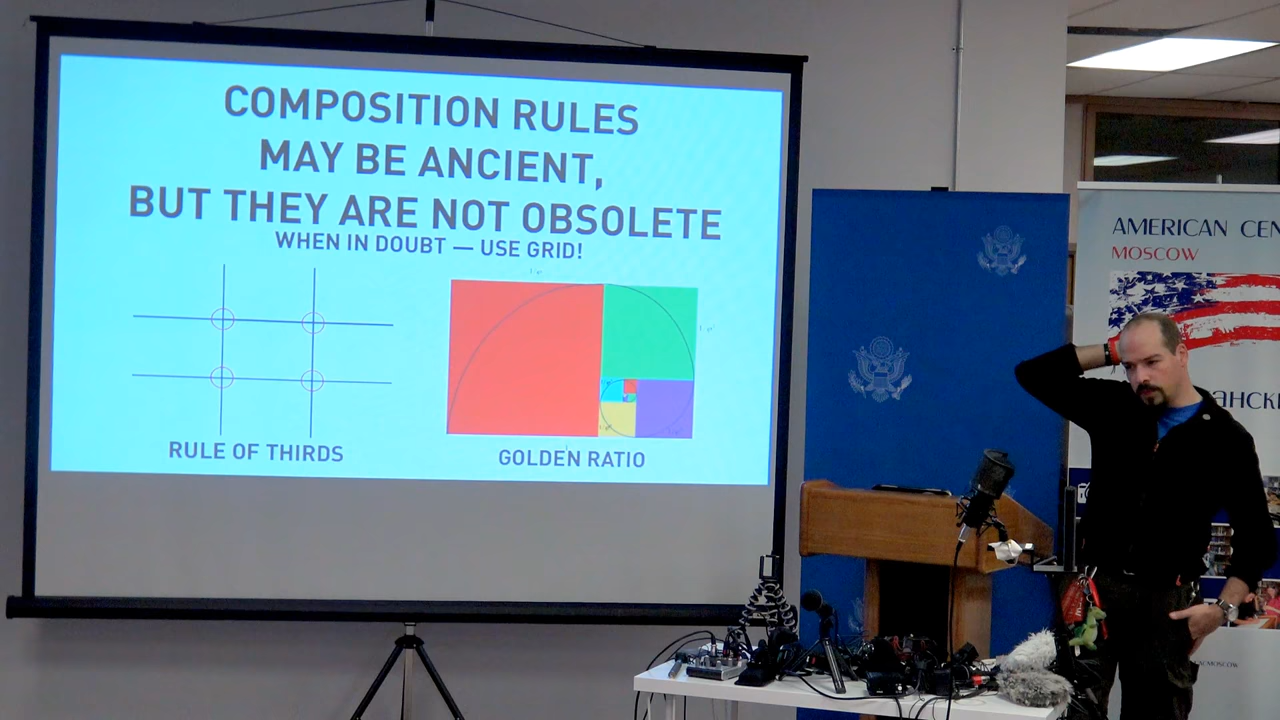 COMPOSITION RULES
MAY BE ANCIENT,
BUT THEY ARE NOT OBSOLETE
WHEN IN DOUBT — USE GRID!
RULE OF THIRDS
GOLDEN RATIO
AMERICAN CEN
MOSCOW
АНСК